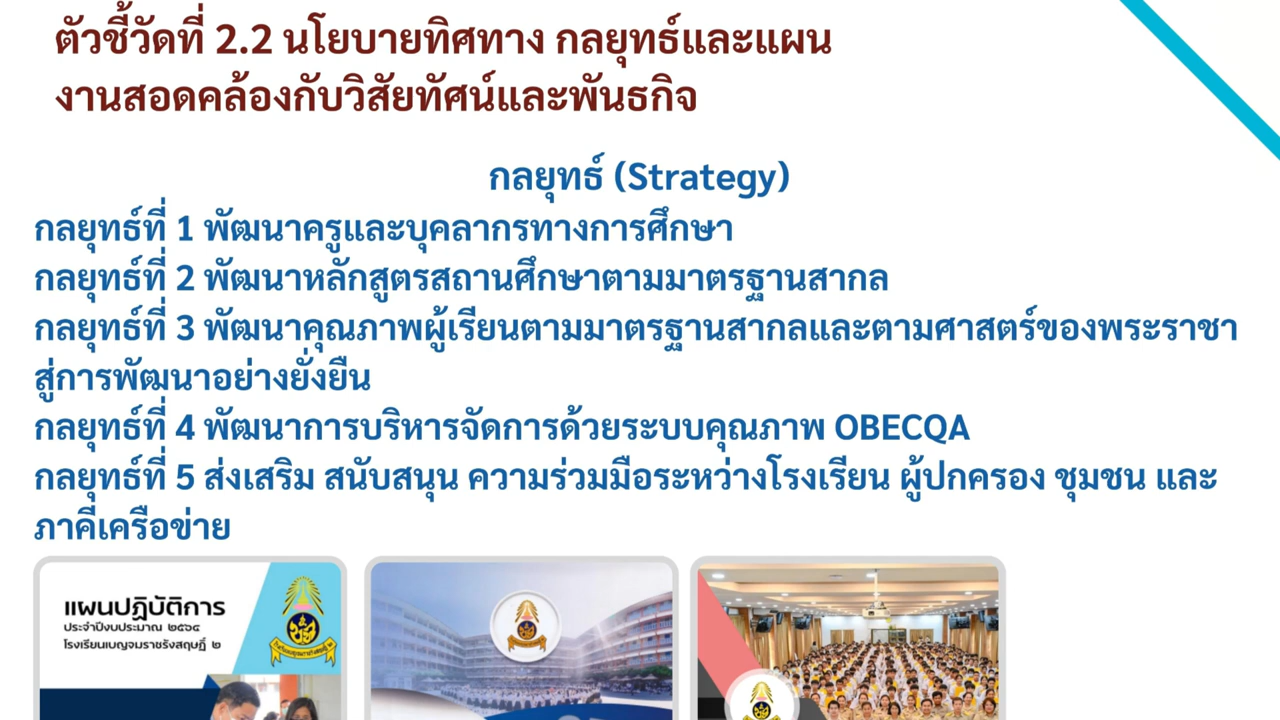 ตัวชี้วัดที่ 2.2 นโยบายทิศทาง กลยุทธ์และแผน
งานสอดคล้องกับวิสัยทัศน์และพันธกิจ
กลยุทธ์ (Strategy)
กลยุทธ์ที่ 1 พัฒนาครูและบุคลากรทางการศึกษา
กลยุทธ์ที่ 2 พัฒนาหลักสูตรสถานศึกษาตามมาตรฐานสากล
กลยุทธ์ที่ 3 พัฒนาคุณภาพผู้เรียนตามมาตรฐานสากลและตามศาสตร์ของพระราชา
สู่การพัฒนาอย่างยั่งยืน
กลยุทธ์ที่ 4 พัฒนาการบริหารจัดการด้วยระบบคุณภาพ OBECQA
กลยุทธ์ที่ 5 ส่งเสริม สนับสนุน ความร่วมมือระหว่างโรงเรียน ผู้ปกครอง ชุมชน และ
ภาคีเครือข่าย
แผนปฏิบัติการ
ประจำปีงบประมาณ ๒๕๖๔
โรงเรียนเบญจมราชรังสฤษฎิ์ ๒